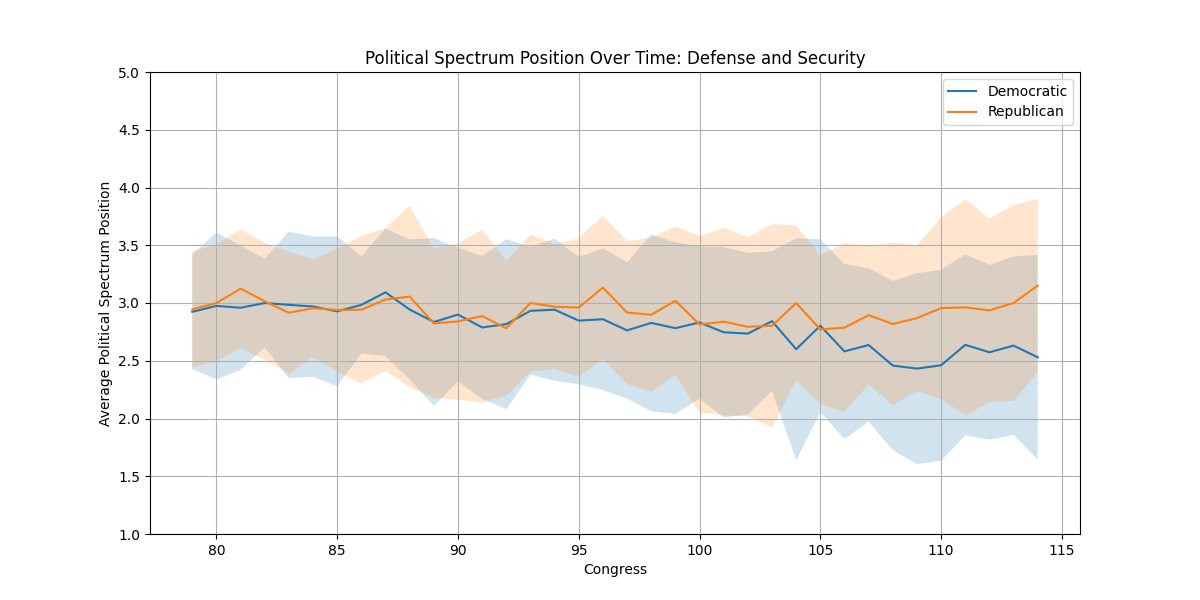 Political Spectrum Position Over Time: Defense and Security
5.0
4.5
4.0
3.5
3.0
2.5
2.0
1.5
1.0
Average Political Spectrum Position
Democratic
Republican
80 85 90 95 100 105 110 115
Congress